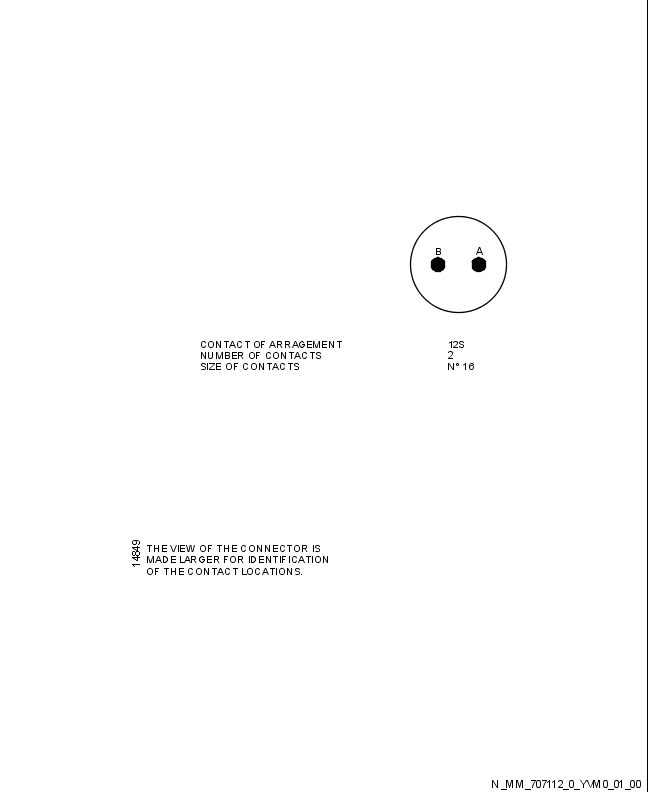 B A
CONTACT OF ARRAGEMENT 12S
NUMBER OF CONTACTS 2
SIZE OF CONTACTS N° 16
14849
THE VIEW OF THE CONNECTOR IS
MADE LARGER FOR IDENTIFICATION
OF THE CONTACT LOCATIONS.
N_MM_707112_0_YVM0_01_00